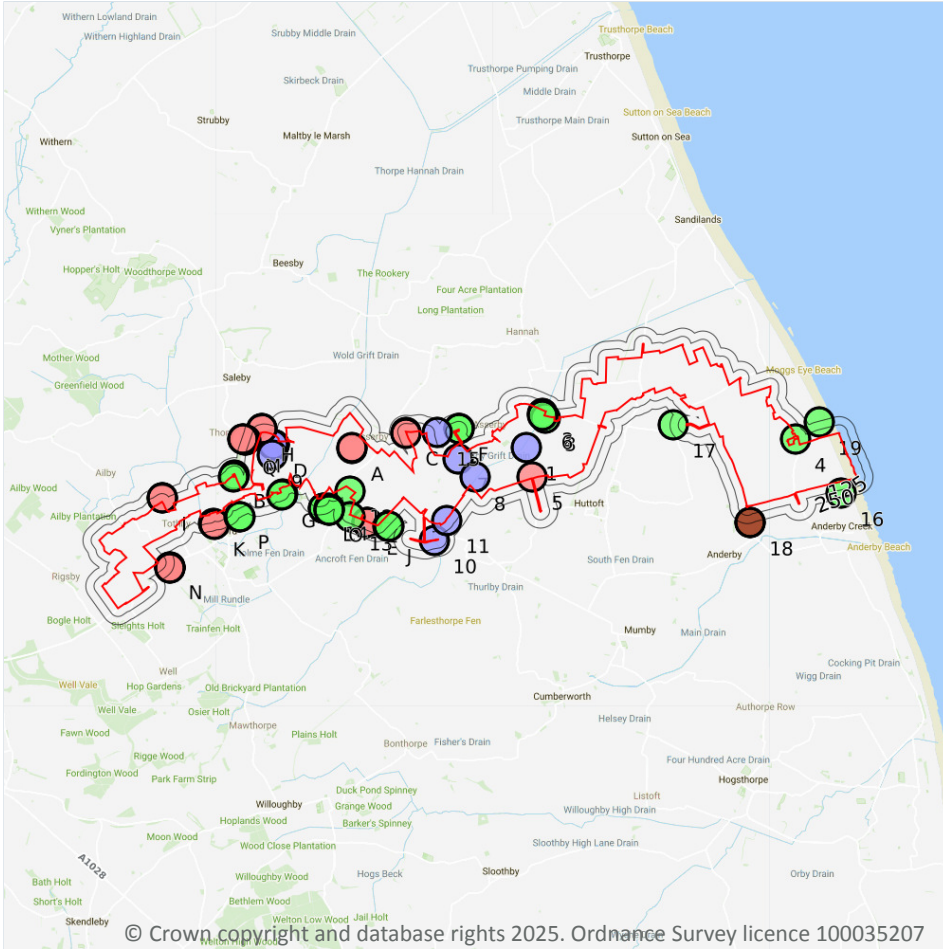 Withern Lowland Drain
Trusthorpe Beach
Withern Highland Drain
Srubby Middle Drain
Trusthorpe
Trusthorpe Pumping Drain
Skirbeck Drain
Middle Drain
Sutton on Sea Beach
Strubby
Trusthorpe Main Drain
Maltby le Marsh
Sutton on Sea
Withern
Thorpe Hannah Drain
Withern Wood
Vyner's Plantation
Sandilands
Hopper's Holt
Woodthorpe Wood
Beesby
The Rookery
Four Acre Plantation
Long Plantation
Hannah
Mother Wood
Wold Grift Drain
Saleby
Moggs Eye Beach
Greenfield Wood
19
C
15
F
6
8
17
H
A
4
Ailby
D
9
Ailby Wood
B
G
8
1
5
125
250
16
Huttoft
Ailby Plantation
I
K
P
O
13
E
J
11
10
Anderby Creek
Anderby Beach
Anderby
18
South Fen Drain
Ancroft Fen Drain
Rigsby
N
Mill Rundle
Thurlby Drain
Bogle Holt
Sleights Holt
Trainfen Holt
Farlesthorpe Fen
Mumby
Main Drain
Well
Cocking Pit Drain
Wigg Drain
Well Vale
Hop Gardens
Old Brickyard Plantation
Cumberworth
Well Vale
Osler Holt
Authorpe Row
Fawn Wood
Mawthorpe
Helsey Drain
Plains Holt
Bonthorpe
Fisher's Drain
Rigge Wood
Four Hundred Acre Drain
Fordington Wood
Park Farm Strip
Hogsthorpe
Duck Pond Spinney
Listoft
Willoughby
Grange Wood
Willoughby High Drain
Hoplands Wood
Barker's Spinney
Moon Wood
Wood Close Plantation
Sloothby High Lane Drain
A1028
Hogs Beck
Sloothby
Orby Drain
Bath Holt
Willoughby Wood
Short's Holt
Bethlem Wood
Skendleby
Welton Low Wood
Jail Holt
© Crown copyright and database rights 2025. Ordnance Survey licence 100035207